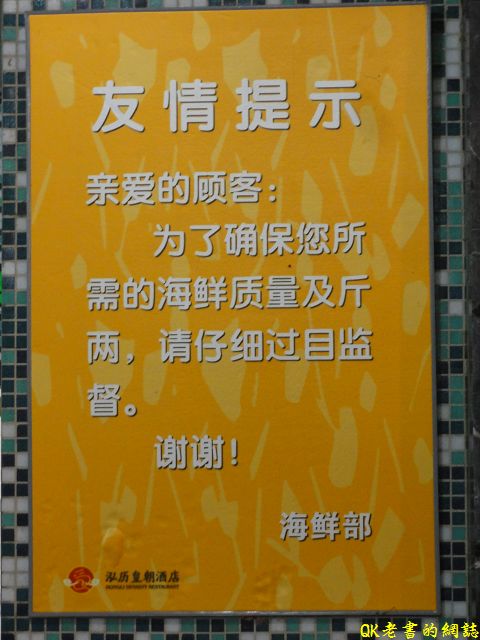 友情提示
亲爱的顾客：
为了确保您所
需的海鲜质量及斤
两，请仔细过目监
督。
谢谢！
海鲜部
泓历皇朝酒店
HONGLI DYNASTY RESTAURANT
QK老書的網誌